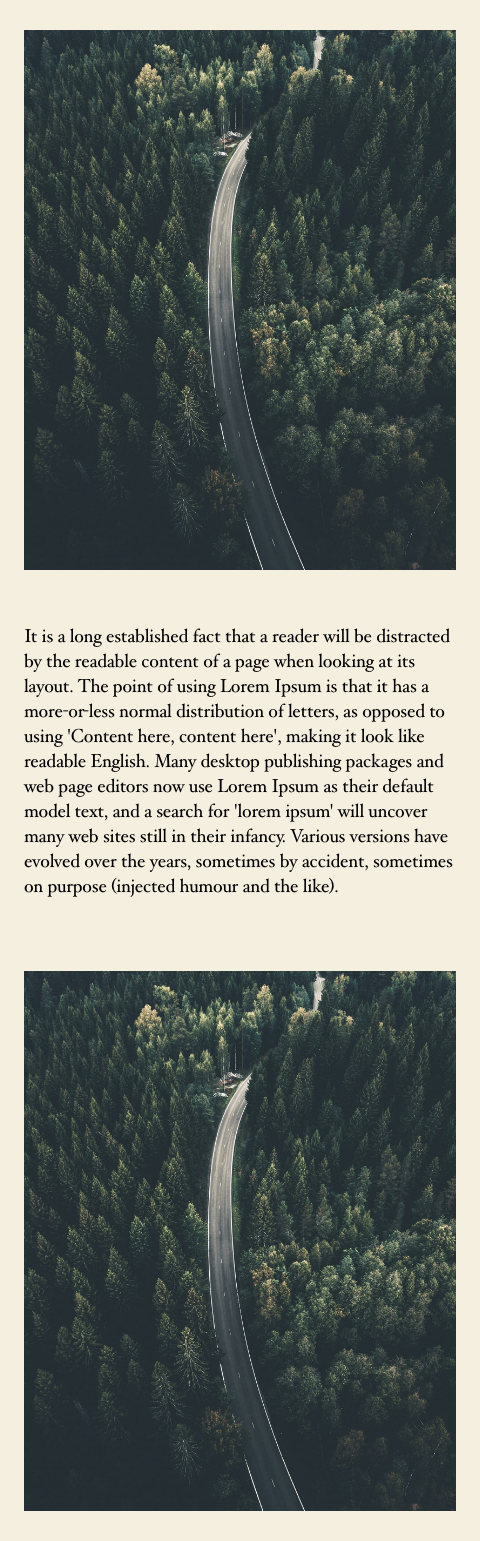 It is a long established fact that a reader will be distracted
by the readable content of a page when looking at its
layout. The point of using Lorem Ipsum is that it has a
more-or-less normal distribution of letters, as opposed to
using 'Content here, content here', making it look like
readable English. Many desktop publishing packages and
web page editors now use Lorem Ipsum as their default
model text, and a search for 'lorem ipsum' will uncover
many web sites still in their infancy. Various versions have
evolved over the years, sometimes by accident, sometimes
on purpose (injected humour and the like).